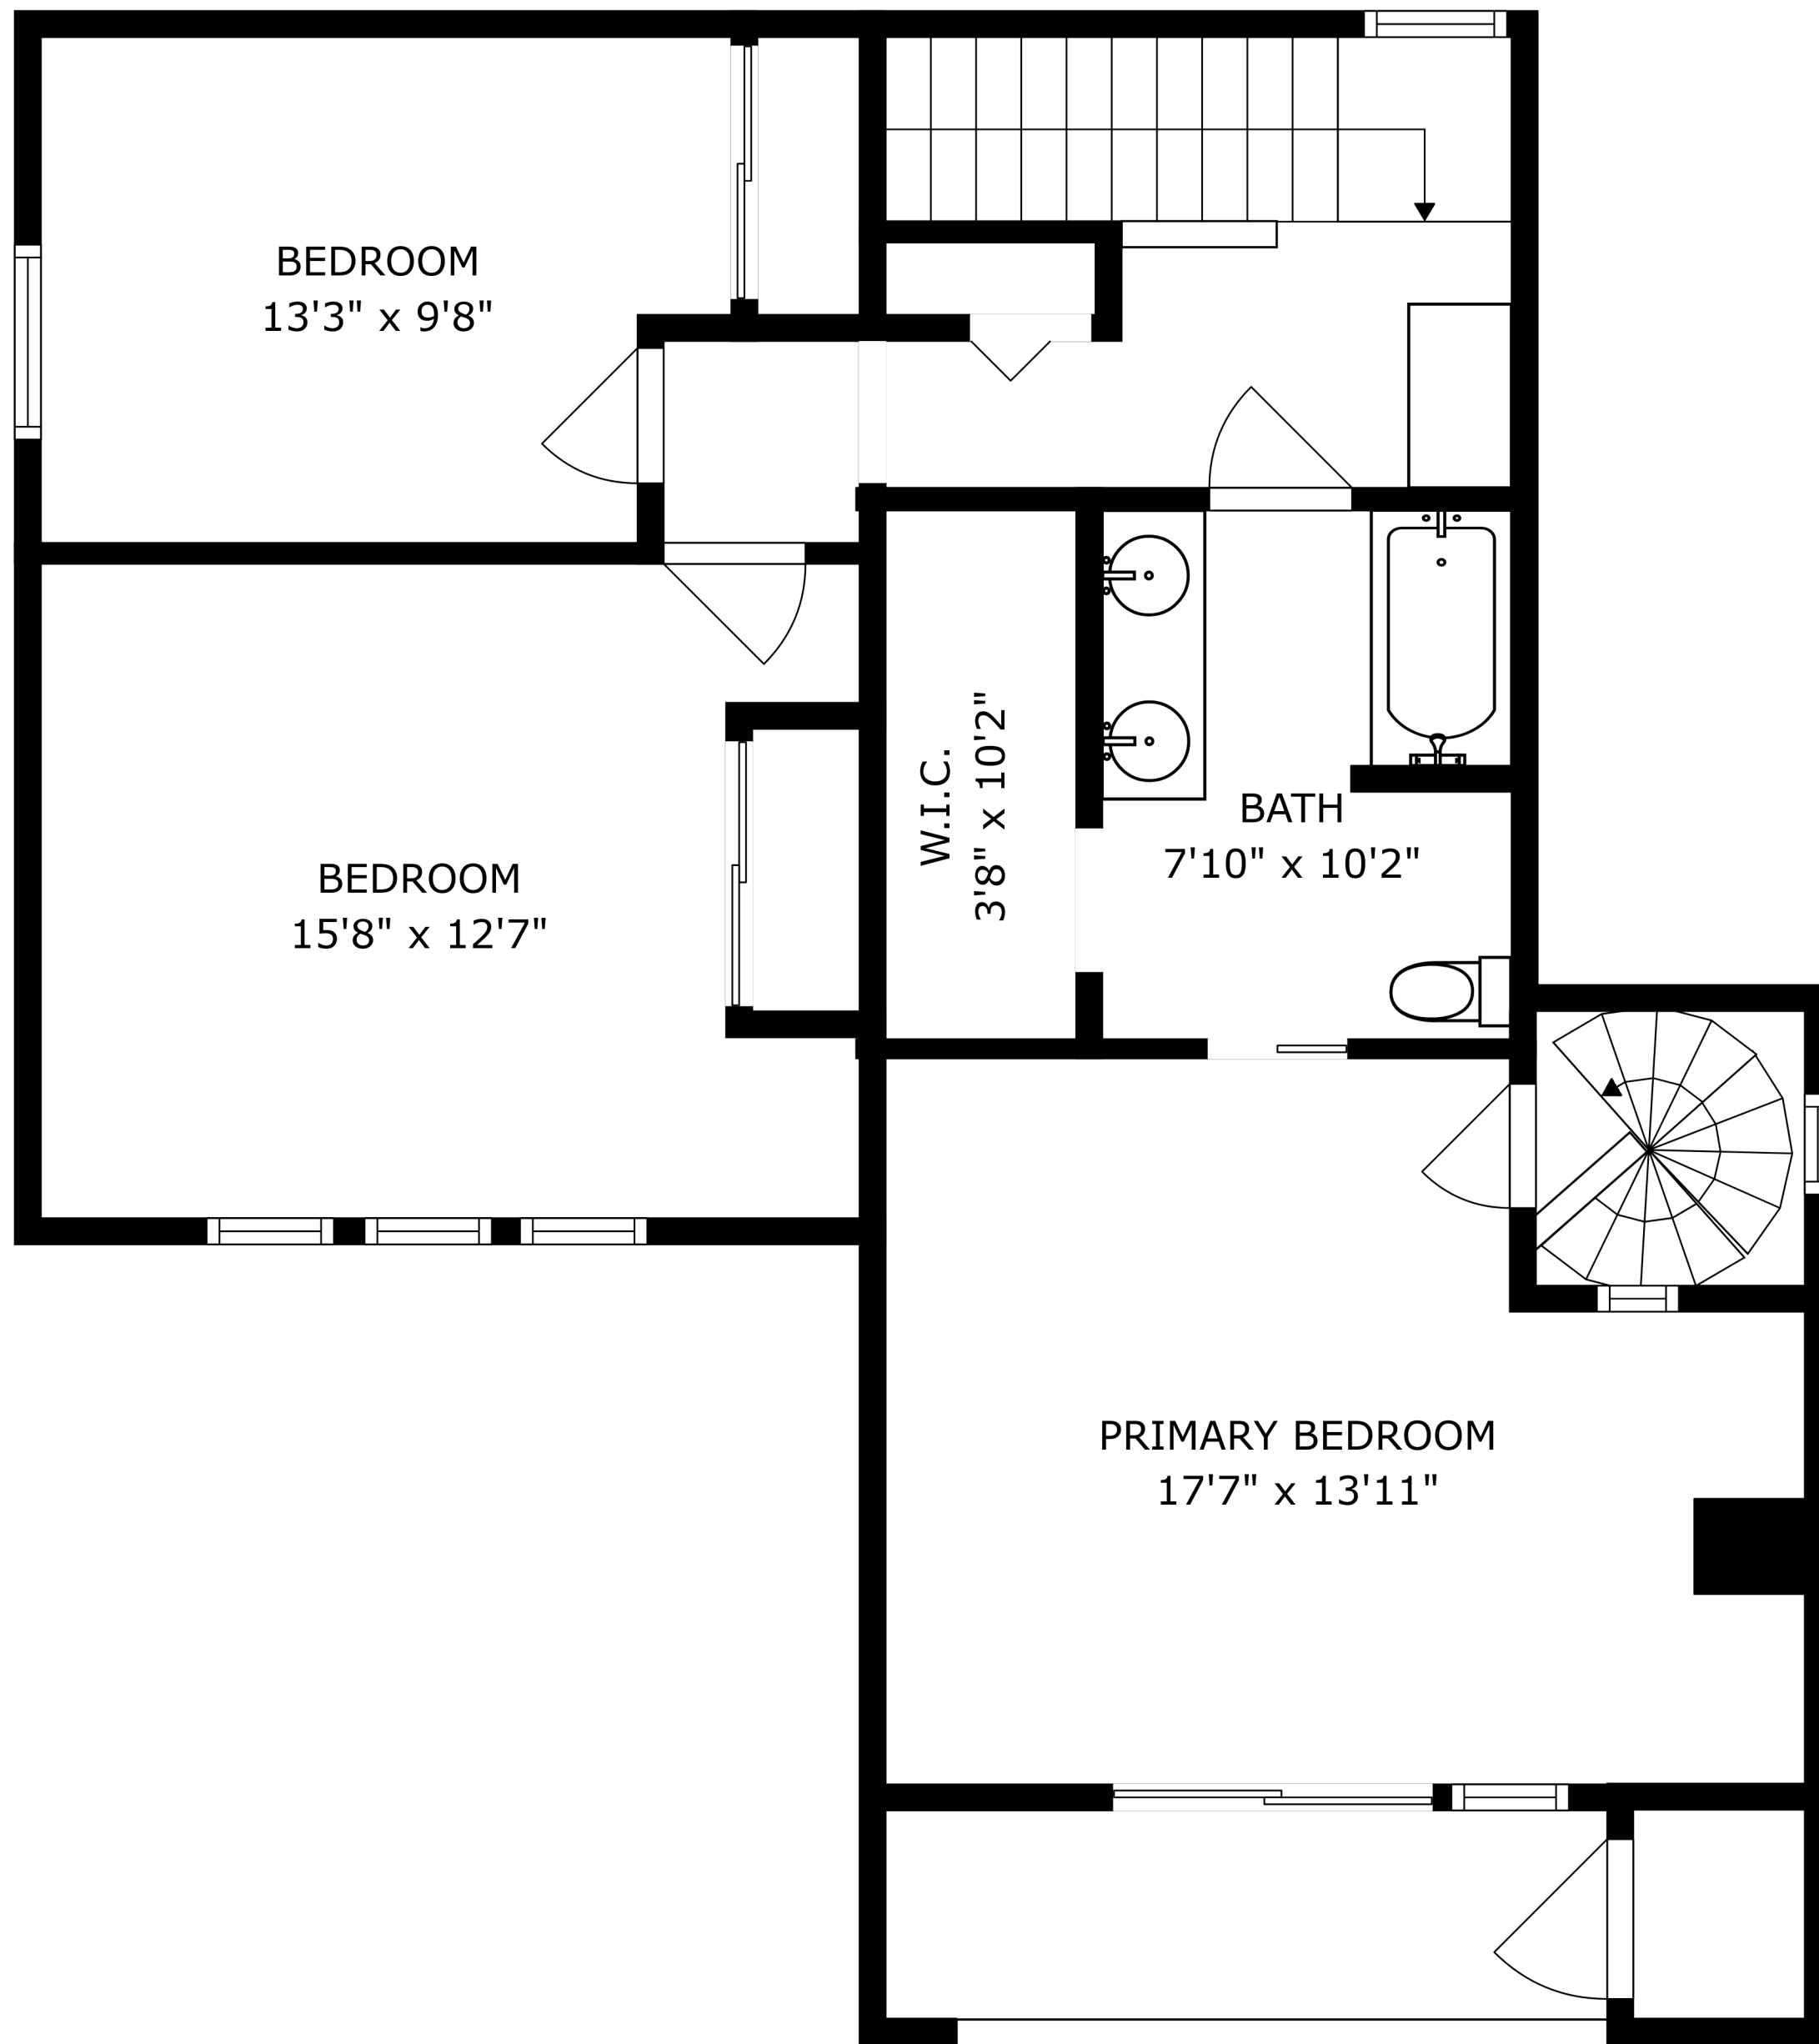 BEDROOM
13'3" x 9'8"
BEDROOM
15'8" x 12'7"
W.I.C.
3'8" x 10'2"
BATH
7'10" x 10'2"
PRIMARY BEDROOM
17'7" x 13'11"